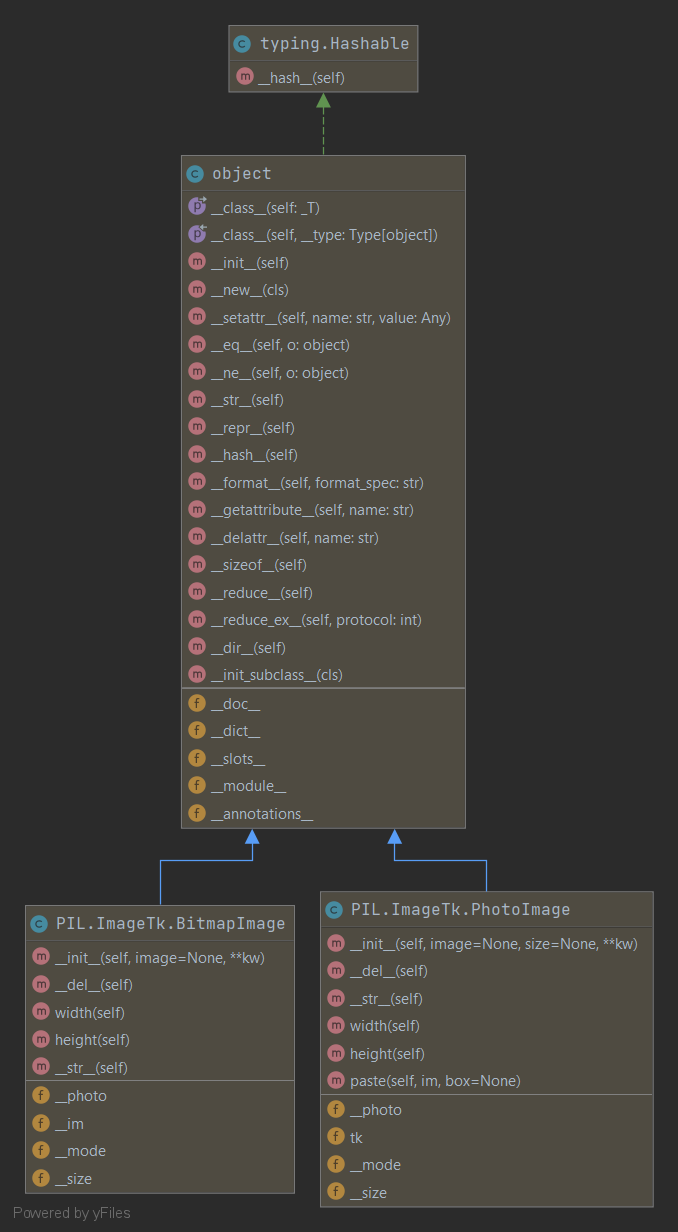 typing.Hashable
__hash__(self)
object
__class__(self: _T)
__class__(self, __type: Type[object])
__init__(self)
__new__(cls)
__setattr__(self, name: str, value: Any)
__eq__(self, o: object)
__ne__(self, o: object)
__str__(self)
__repr__(self)
__hash__(self)
__format__(self, format_spec: str)
__getattribute__(self, name: str)
__delattr__(self, name: str)
__sizeof__(self)
__reduce__(self)
__reduce_ex__(self, protocol: int)
__dir__(self)
__init_subclass__(cls)
__doc__
__dict__
__slots__
__module__
__annotations__
PIL.ImageTk.BitmapImage
__init__(self, image=None, **kw)
__del__(self)
width(self)
height(self)
__str__(self)
__photo
__im
__mode
__size
PIL.ImageTk.PhotoImage
__init__(self, image=None, size=None, **kw)
__del__(self)
__str__(self)
width(self)
height(self)
paste(self, im, box=None)
__photo
tk
__mode
__size
Powered by yFiles